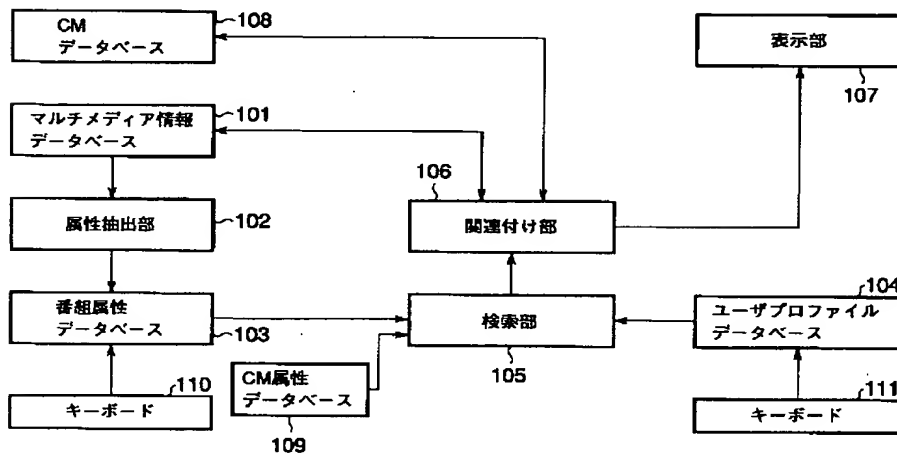 CM
データベース
108
表示部
107
マルチメディア情報
データベース
101
106
属性抽出部
102
関連付け部
番組属性
データベース
103
検索部
105
104
ユーザプロファイル
データベース
110
キーボード
CM属性
データベース
109
111
キーボード